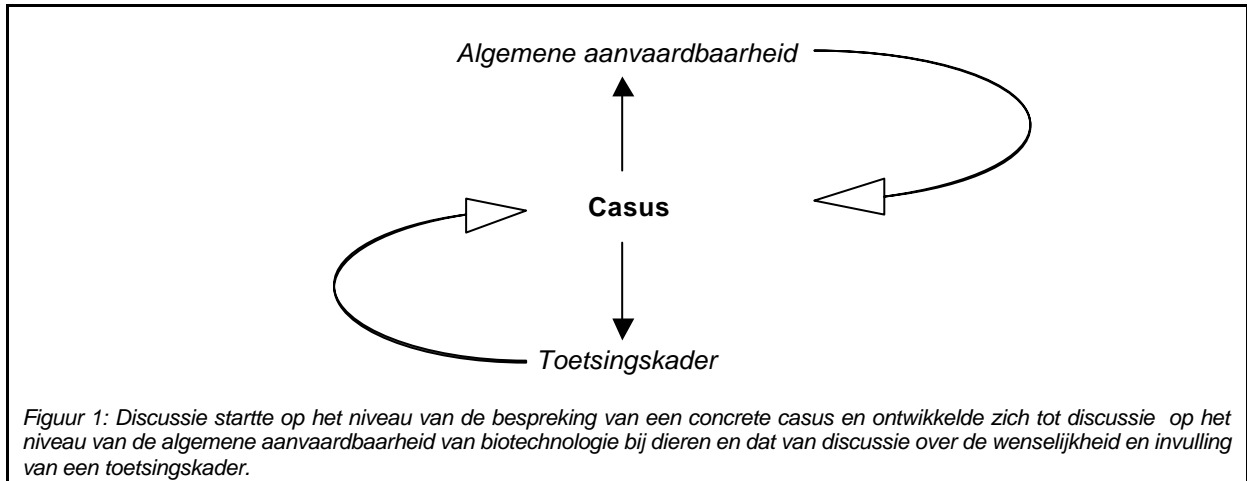 Algemene aanvaardbaarheid
Casus
Toetsingskader
Figuur 1: Discussie startte op het niveau van de bespreking van een concrete casus en ontwikkelde zich tot discussie op het
niveau van de algemene aanvaardbaarheid van biotechnologie bij dieren en dat van discussie over de wenselijkheid en invulling
van een toetsingskader.